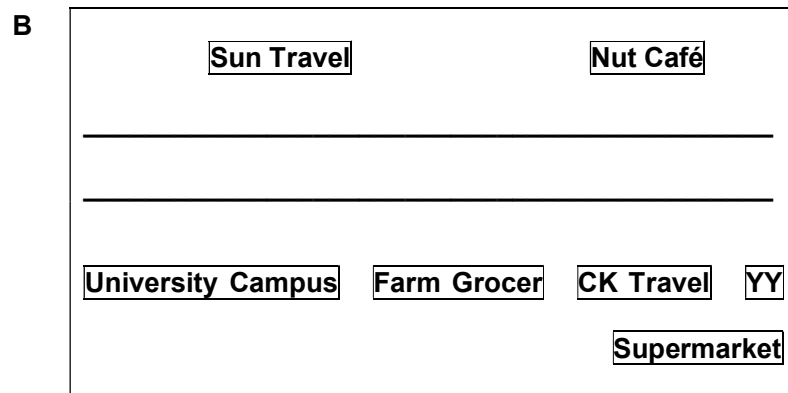 B
Sun Travel Nut Café
University Campus Farm Grocer CK Travel YY
Supermarket